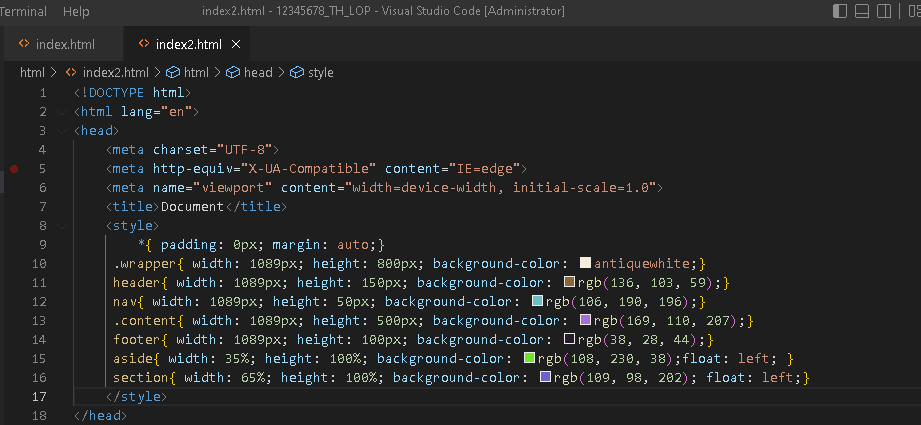 Terminal Help index2.html - 12345678_TH_LOP - Visual Studio Code [Administrator]
index.html index2.html
html > index2.html > html > head > style
1 <!DOCTYPE html>
2 <html lang="en">
3 <head>
4 <meta charset="UTF-8">
5 <meta http-equiv="X-UA-Compatible" content="IE=edge">
6 <meta name="viewport" content="width=device-width, initial-scale=1.0">
7 <title>Document</title>
8 <style>
9 *{ padding: 0px; margin: auto;}
10 .wrapper{ width: 1089px; height: 800px; background-color: antiquewhite;}
11 header{ width: 1089px; height: 150px; background-color: rgb(136, 103, 59);}
12 nav{ width: 1089px; height: 50px; background-color: rgb(106, 190, 196);}
13 .content{ width: 1089px; height: 500px; background-color: rgb(169, 110, 207);}
14 footer{ width: 1089px; height: 100px; background-color: rgb(38, 28, 44);}
15 aside{ width: 35%; height: 100%; background-color: rgb(108, 230, 38);float: left; }
16 section{ width: 65%; height: 100%; background-color: rgb(109, 98, 202); float: left;}
17 </style>
18 </head>